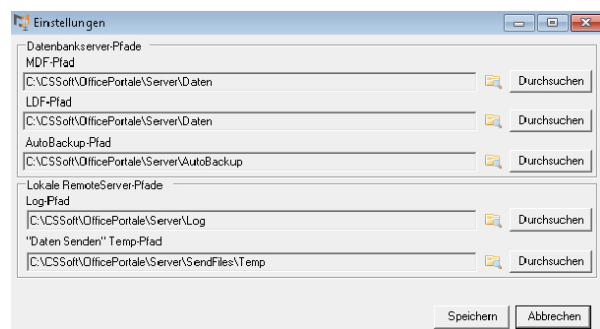 Einstellungen
Datenbankserver-Pfade
MDF-Pfad
C:\CSSoft\OfficePortale\Server\Daten
Durchsuchen
LDF-Pfad
C:\CSSoft\OfficePortale\Server\Daten
Durchsuchen
AutoBackup-Pfad
C:\CSSoft\OfficePortale\Server\AutoBackup
Durchsuchen
Lokale RemoteServer-Pfade
Log-Pfad
C:\CSSoft\OfficePortale\Server\Log
Durchsuchen
"Daten Senden" Temp-Pfad
C:\CSSoft\OfficePortale\Server\SendFiles\Temp
Durchsuchen
Speichern Abbrechen